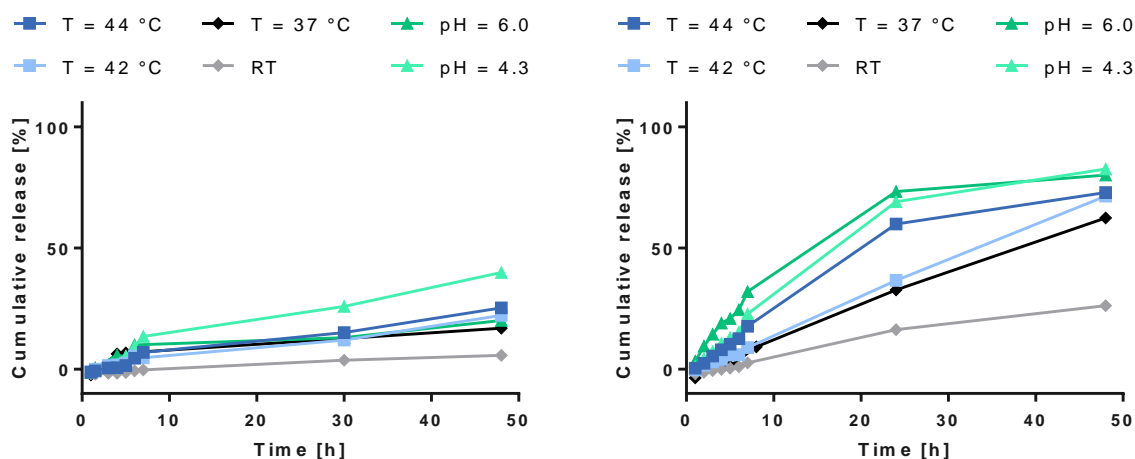 T = 44 °C T = 37 °C pH = 6.0
T = 42 °C RT pH = 4.3
Cumulative release [%]
100
50
0
0 10 20 30 40 50
Time [h]
T = 44 °C T = 37 °C pH = 6.0
T = 42 °C RT pH = 4.3
Cumulative release [%]
100
50
0
0 10 20 30 40 50
Time [h]